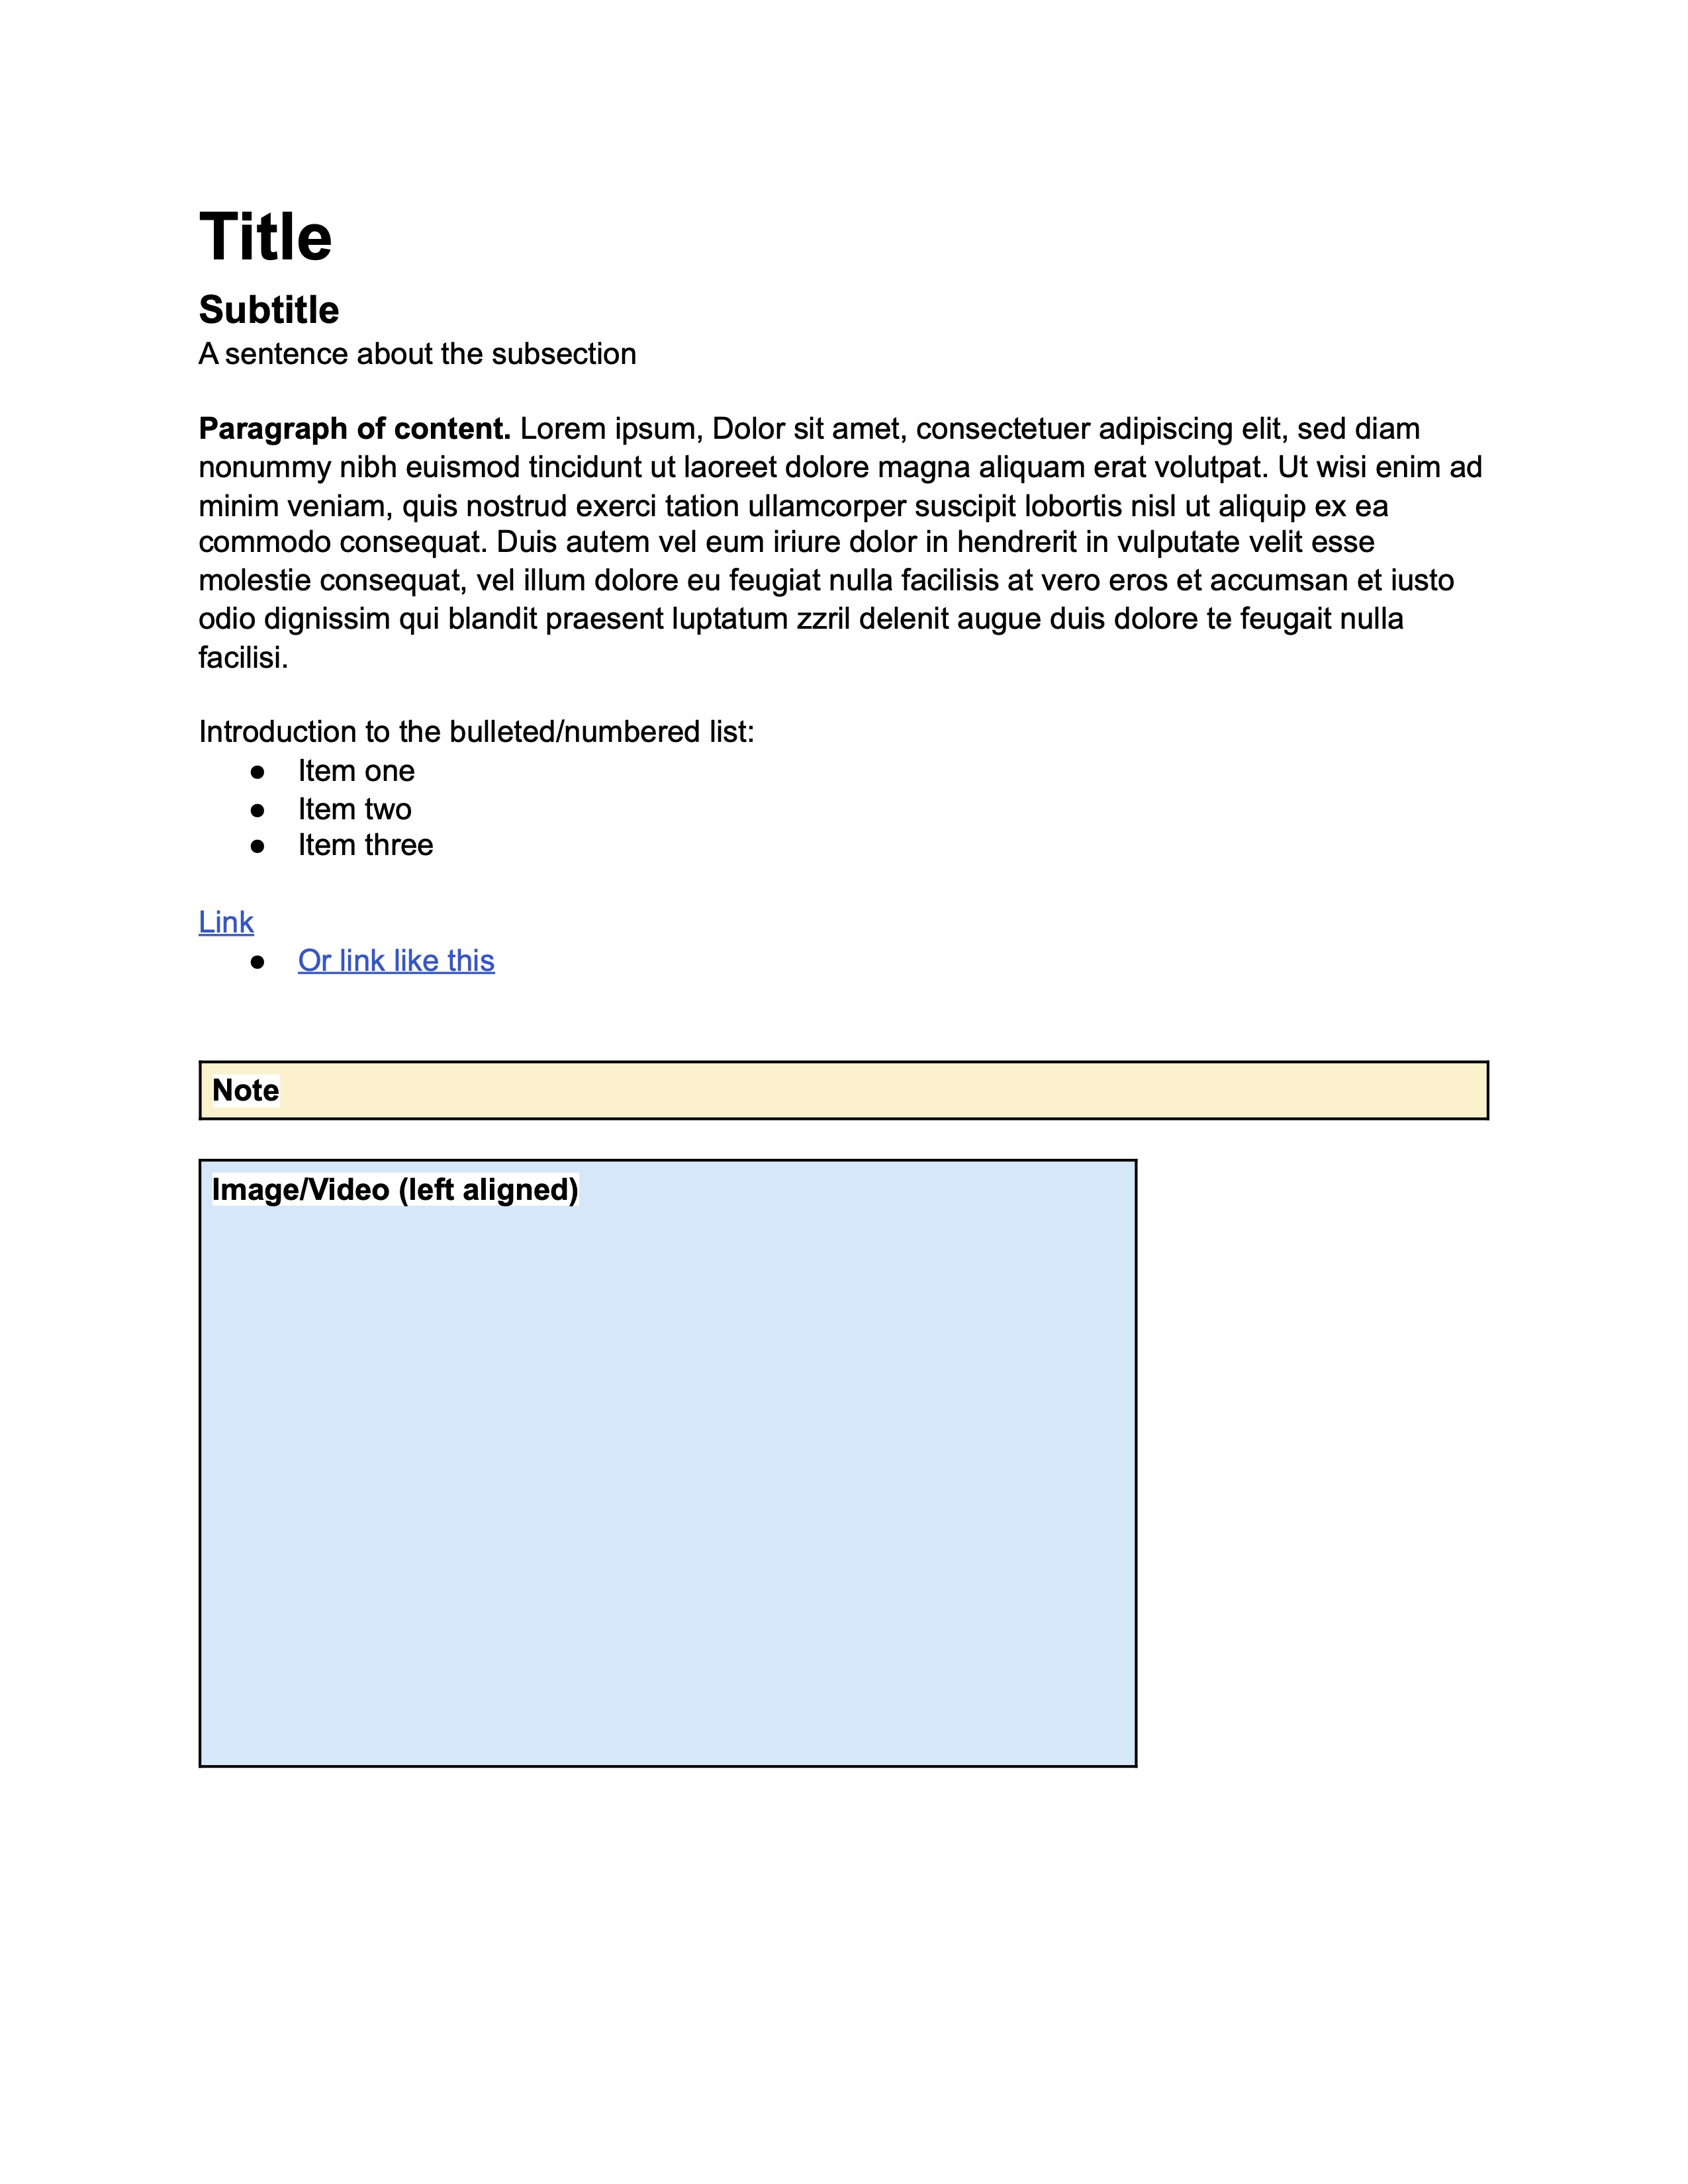 Title
Subtitle
A sentence about the subsection
Paragraph of content. Lorem ipsum, Dolor sit amet, consectetuer adipiscing elit, sed diam
nonummy nibh euismod tincidunt ut laoreet dolore magna aliquam erat volutpat. Ut wisi enim ad
minim veniam, quis nostrud exerci tation ullamcorper suscipit lobortis nisl ut aliquip ex ea
commodo consequat. Duis autem vel eum iriure dolor in hendrerit in vulputate velit esse
molestie consequat, vel illum dolore eu feugiat nulla facilisis at vero eros et accumsan et iusto
odio dignissim qui blandit praesent luptatum zzril delenit augue duis dolore te feugait nulla
facilisi.
Introduction to the bulleted/numbered list:
● Item one
● Item two
● Item three
Link
● Or link like this
Note
Image/Video (left aligned)